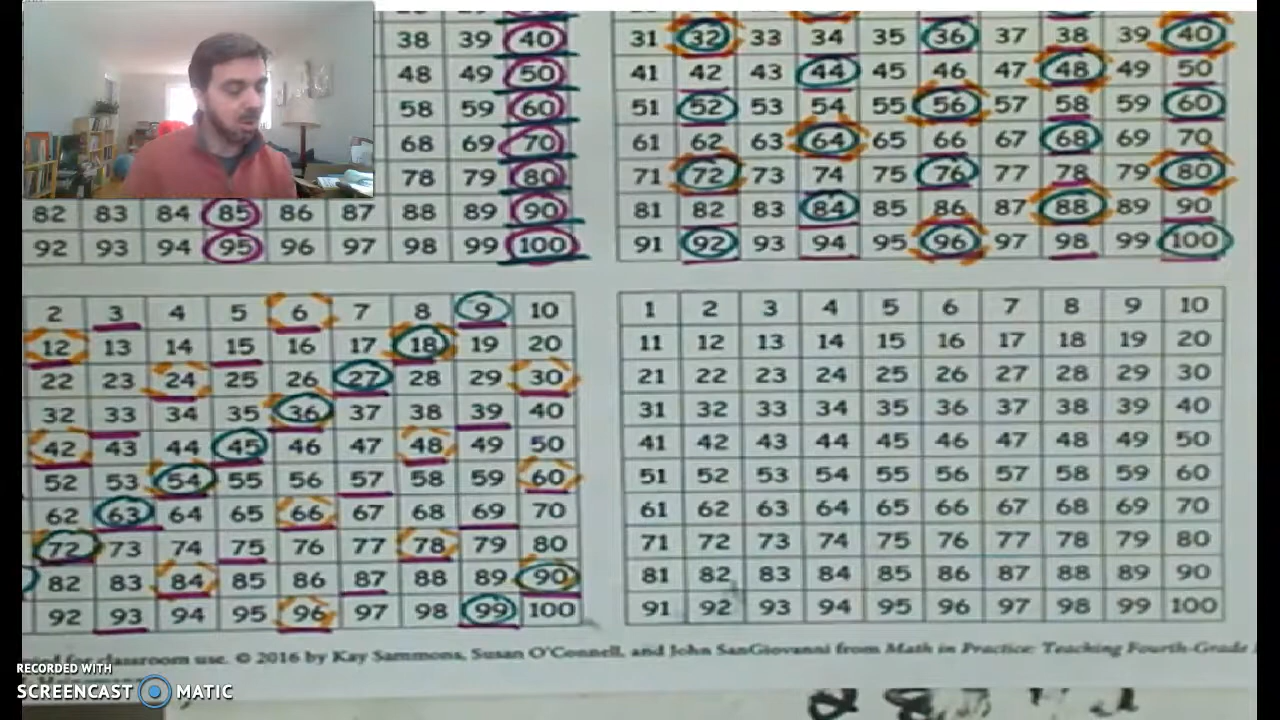 38 39 40
48 49 50
58 59 60
68 69 70
78 79 80
82 83 84 85 86 87 88 89 90
92 93 94 95 96 97 98 99 100
31 32 33 34 35 36 37 38 39 40
41 42 43 44 45 46 47 48 49 50
51 52 53 54 55 56 57 58 59 60
61 62 63 64 65 66 67 68 69 70
71 72 73 74 75 76 77 78 79 80
81 82 83 84 85 86 87 88 89 90
91 92 93 94 95 96 97 98 99 100
2 3 4 5 6 7 8 9 10
12 13 14 15 16 17 18 19 20
22 23 24 25 26 27 28 29 30
32 33 34 35 36 37 38 39 40
42 43 44 45 46 47 48 49 50
52 53 54 55 56 57 58 59 60
62 63 64 65 66 67 68 69 70
72 73 74 75 76 77 78 79 80
82 83 84 85 86 87 88 89 90
92 93 94 95 96 97 98 99 100
1 2 3 4 5 6 7 8 9 10
11 12 13 14 15 16 17 18 19 20
21 22 23 24 25 26 27 28 29 30
31 32 33 34 35 36 37 38 39 40
41 42 43 44 45 46 47 48 49 50
51 52 53 54 55 56 57 58 59 60
61 62 63 64 65 66 67 68 69 70
71 72 73 74 75 76 77 78 79 80
81 82 83 84 85 86 87 88 89 90
91 92 93 94 95 96 97 98 99 100
for classroom use. © 2016 by Kay Sammons, Susan O'Connell, and John SanGiovanni from Math in Practice: Teaching Fourth-Grade
RECORDED WITH
SCREENCAST MATIC